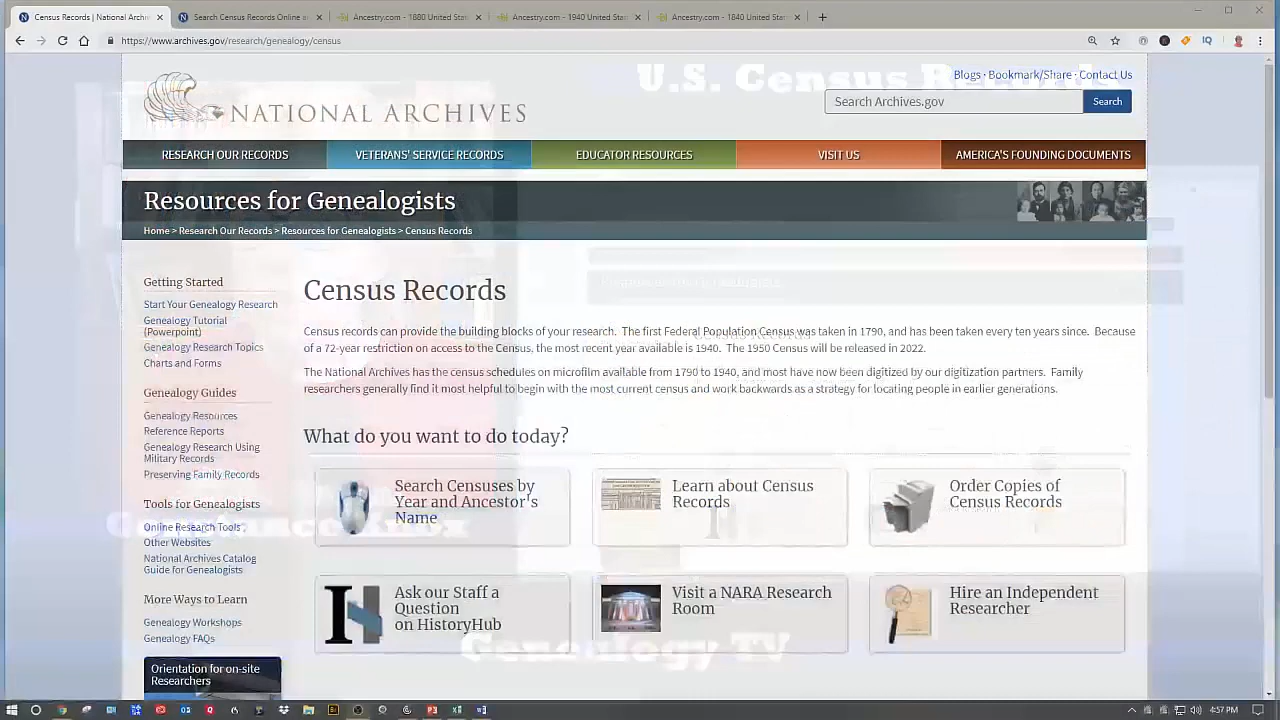 Census Records | National Archi
Search Census Records Online a
Ancestry.com - 1880 United Stat
Ancestry.com - 1940 United Stat
Ancestry.com - 1840 United Stat
https://www.archives.gov/research/genealogy/census
U.S. Census Records
Blogs · Bookmark/Share · Contact Us
NATIONAL ARCHIVES
Search Archives.gov
Search
RESEARCH OUR RECORDS
VETERANS' SERVICE RECORDS
EDUCATOR RESOURCES
VISIT US
AMERICA'S FOUNDING DOCUMENTS
Resources for Genealogists
Home > Research Our Records > Resources for Genealogists > Census Records
Getting Started
Start Your Genealogy Research
Genealogy Tutorial
(Powerpoint)
Genealogy Research Topics
Charts and Forms
Genealogy Guides
Genealogy Resources
Reference Reports
Genealogy Research Using
Military Records
Preserving Family Records
Tools for Genealogists
Online Research Tools
Other Websites
National Archives Catalog
Guide for Genealogists
More Ways to Learn
Genealogy Workshops
Genealogy FAQs
Orientation for on-site
Researchers
Census Records
Census records can provide the building blocks of your research. The first Federal Population Census was taken in 1790, and has been taken every ten years since. Because
of a 72-year restriction on access to the Census, the most recent year available is 1940. The 1950 Census will be released in 2022.
The National Archives has the census schedules on microfilm available from 1790 to 1940, and most have now been digitized by our digitization partners. Family
researchers generally find it most helpful to begin with the most current census and work backwards as a strategy for locating people in earlier generations.
What do you want to do today?
Search Censuses by
Year and Ancestor's
Name
Learn about Census
Records
Order Copies of
Census Records
Ask our Staff a
Question
on HistoryHub
Visit a NARA Research
Room
Hire an Independent
Researcher
Genealogy TV
4:57 PM